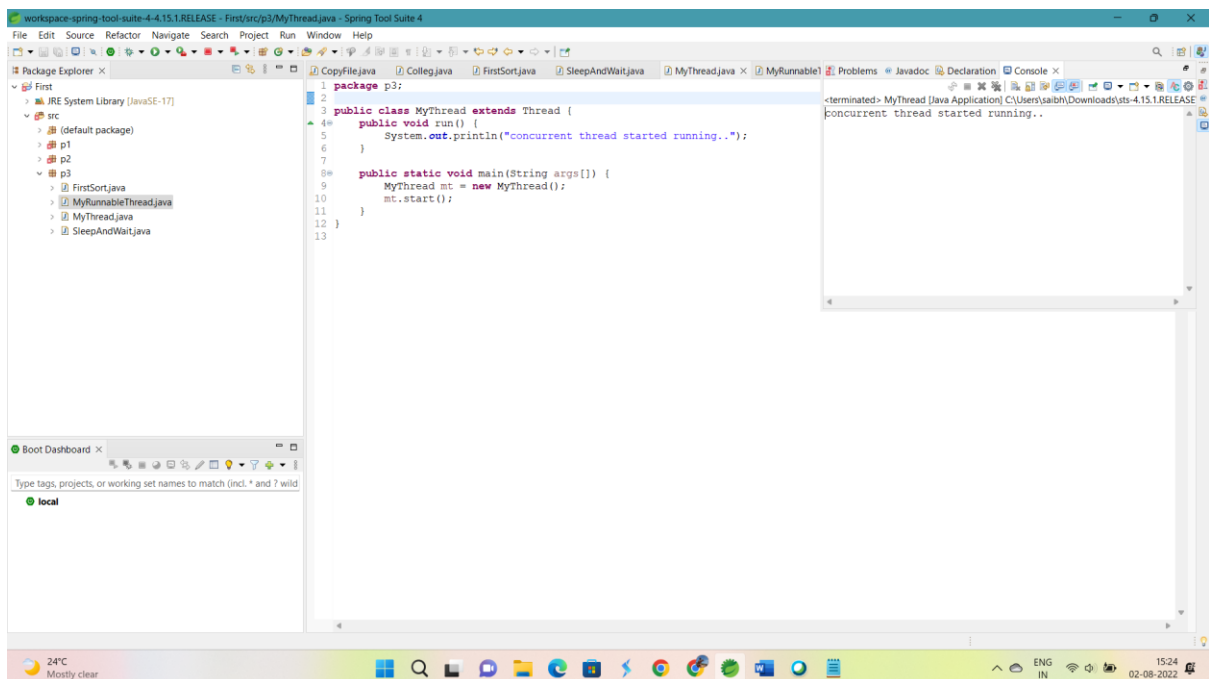 workspace-spring-tool-suite-4-4.15.1.RELEASE - First/src/p3/MyThread.java - Spring Tool Suite 4
File Edit Source Refactor Navigate Search Project Run Window Help
Package Explorer
First
JRE System Library [JavaSE-17]
src
(default package)
p1
p2
p3
FirstSort.java
MyRunnableThread.java
MyThread.java
SleepAndWait.java
Boot Dashboard
Type tags, projects, or working set names to match (incl. * and ? wild
local
CopyFile.java Colleg.java FirstSort.java SleepAndWait.java MyThread.java MyRunnableT
1 package p3;
2
3 public class MyThread extends Thread {
4 public void run() {
5 System.out.println("concurrent thread started running..");
6 }
7
8 public static void main(String args[]) {
9 MyThread mt = new MyThread();
10 mt.start();
11 }
12 }
13
Problems Javadoc Declaration Console
<terminated> MyThread [Java Application] C:\Users\saibh\Downloads\sts-4.15.1.RELEASE
concurrent thread started running..
24°C
Mostly clear
ENG
IN
15:24
02-08-2022